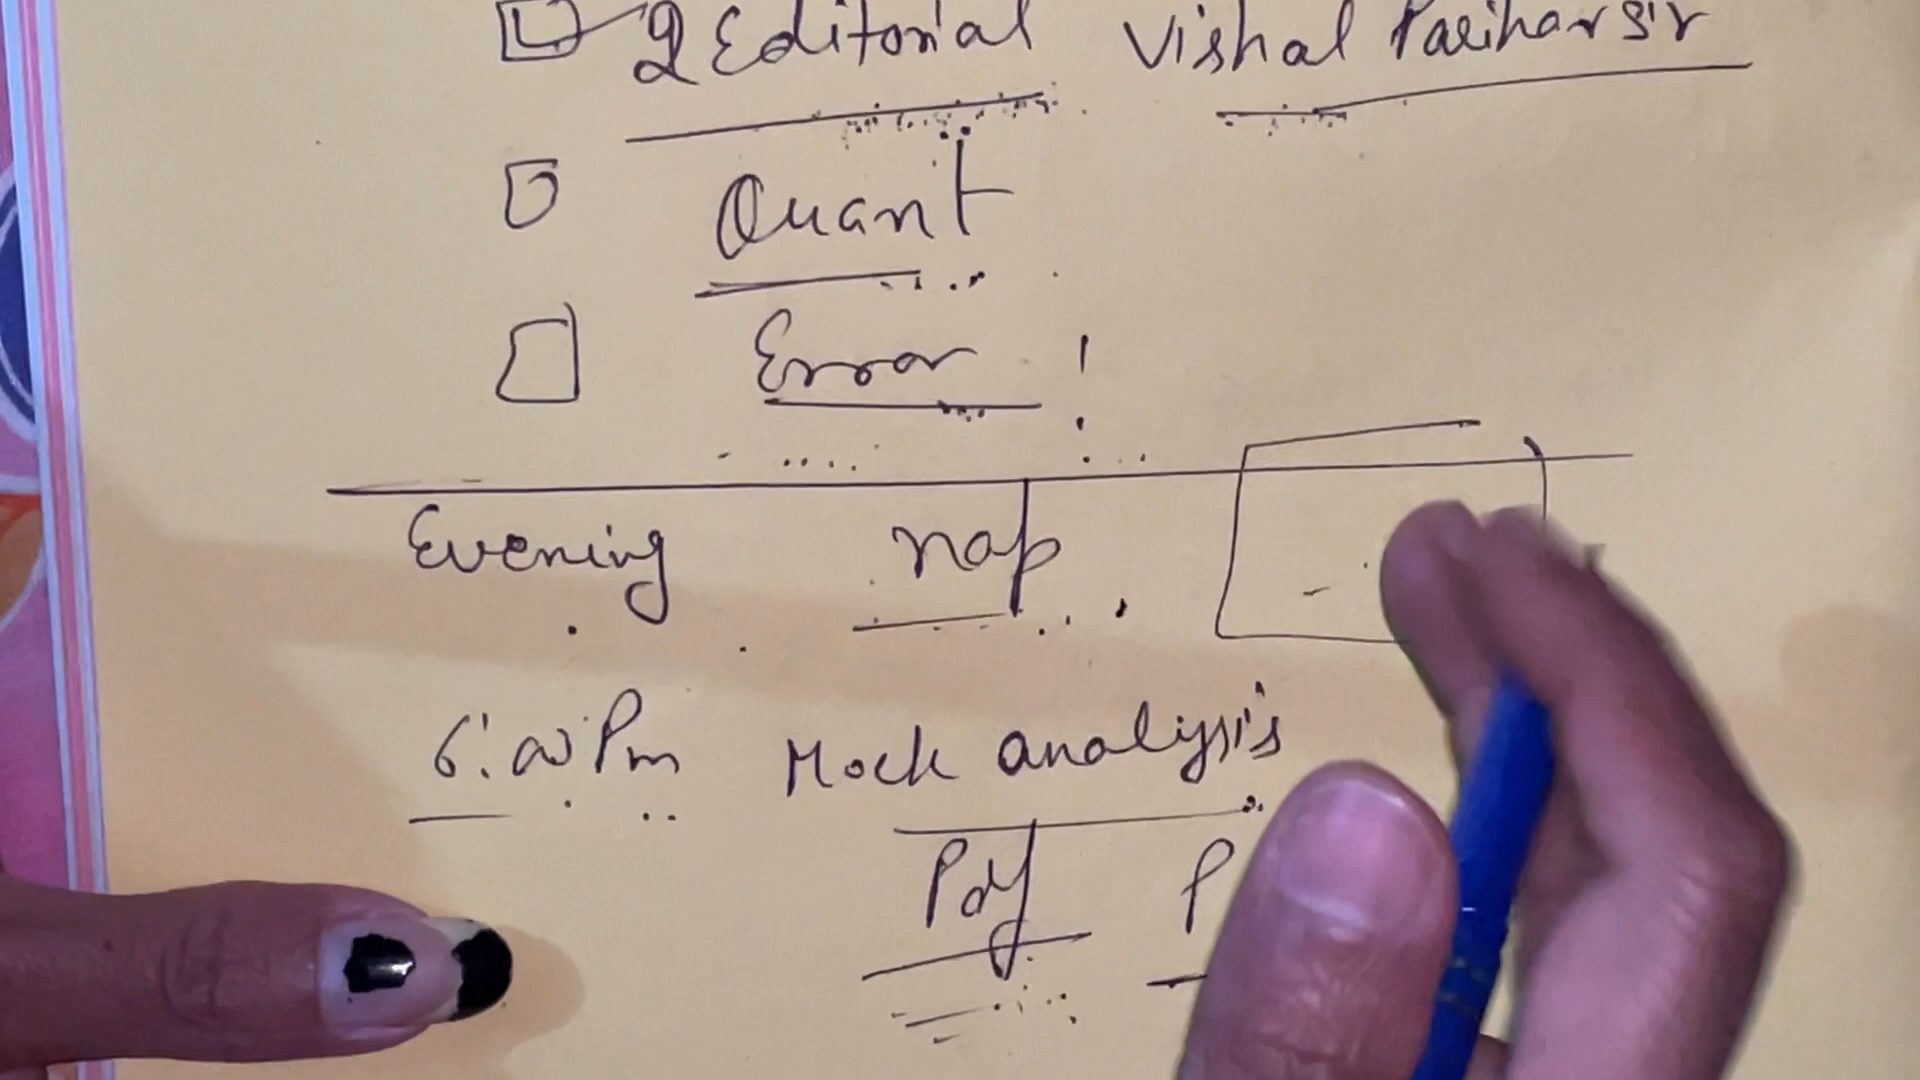 2 Editorial Vishal Parihar Sir
Quant
Error !
Evening nap
6:00 Pm Mock analysis
Pdf P